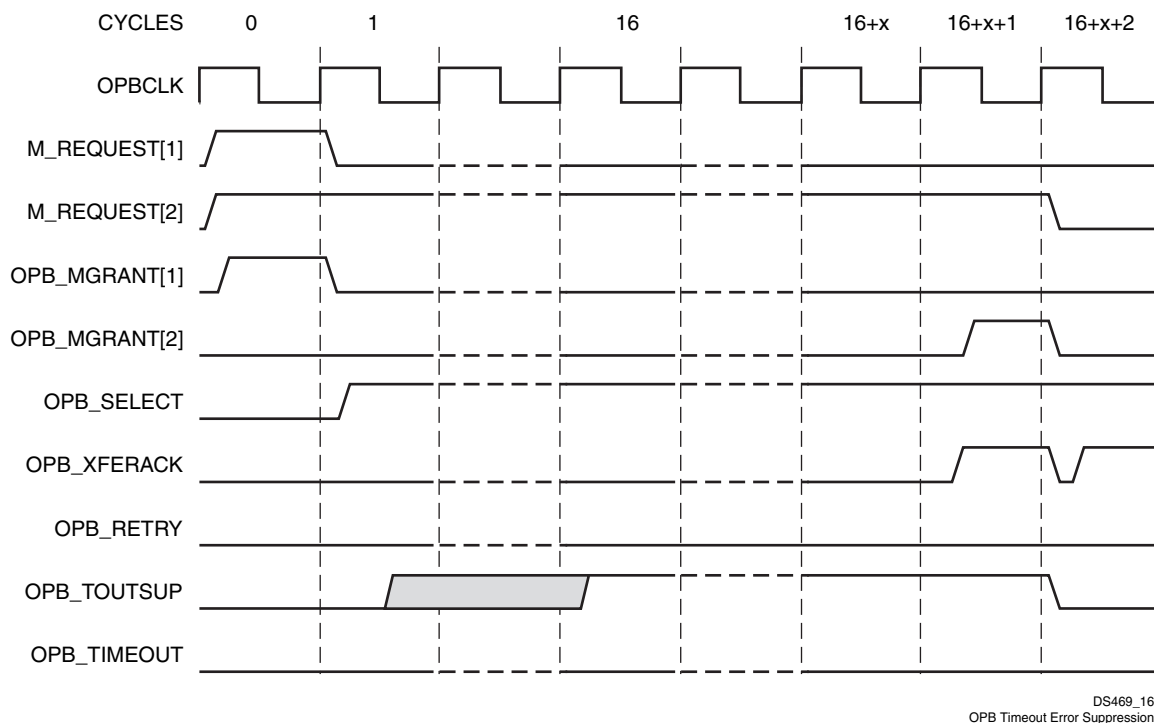 CYCLES 0 1 16 16+x 16+x+1 16+x+2
OPBCLK
M_REQUEST[1]
M_REQUEST[2]
OPB_MGRANT[1]
OPB_MGRANT[2]
OPB_SELECT
OPB_XFERACK
OPB_RETRY
OPB_TOUTSUP
OPB_TIMEOUT
DS469_16
OPB Timeout Error Suppression